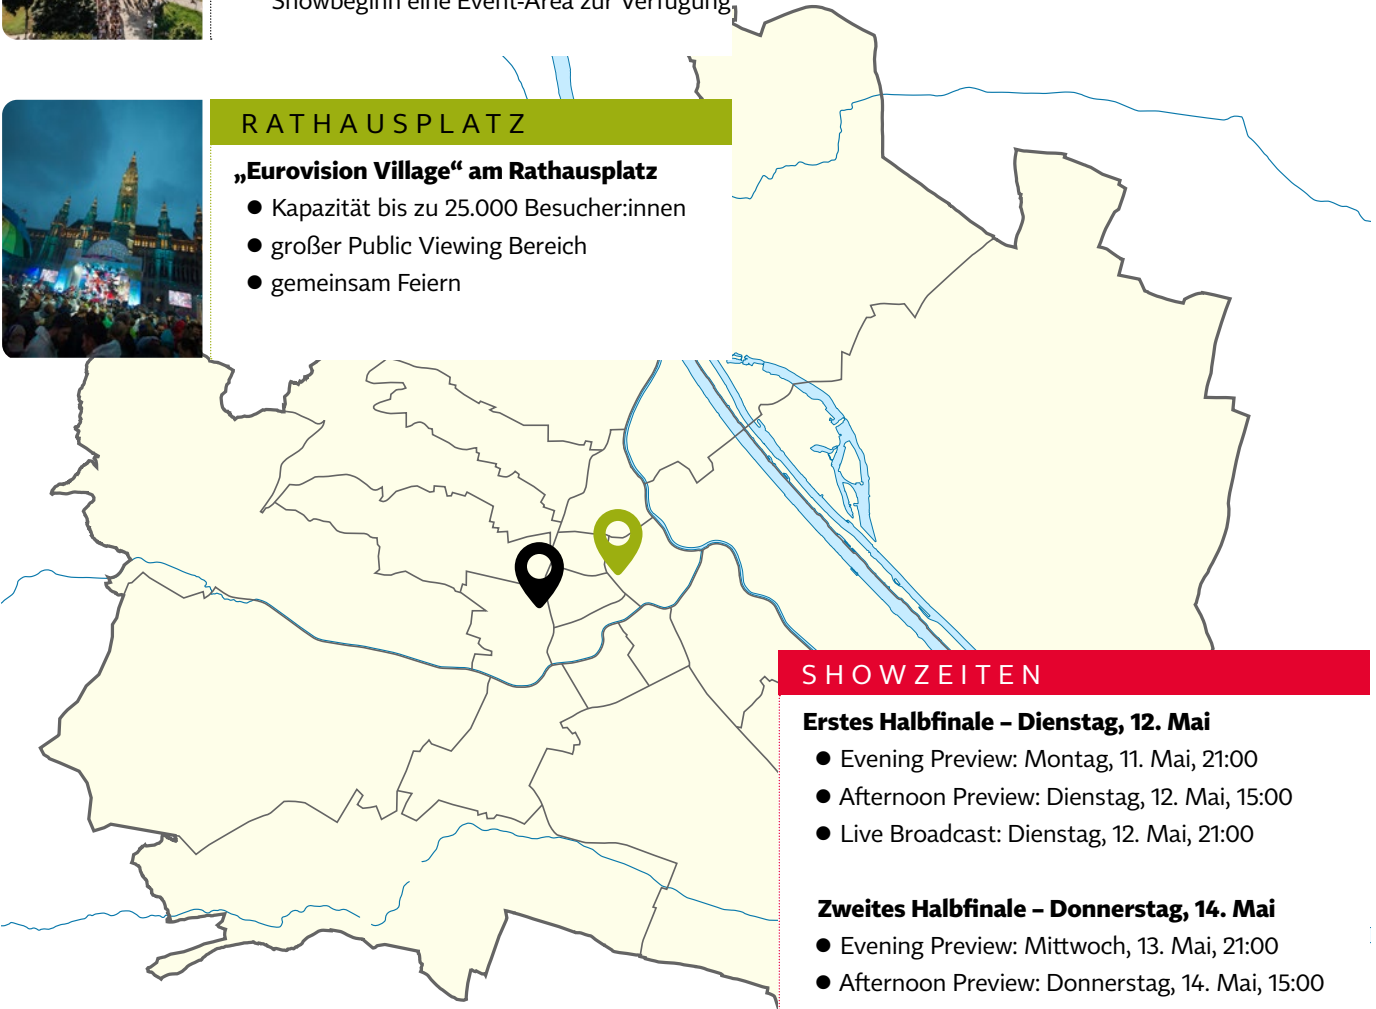 Showbeginn eine Event-Area zur Verfügung
RATHAUSPLATZ
„Eurovision Village“ am Rathausplatz
● Kapazität bis zu 25.000 Besucher:innen
● großer Public Viewing Bereich
● gemeinsam Feiern
SHOWZEITEN
Erstes Halbfinale – Dienstag, 12. Mai
● Evening Preview: Montag, 11. Mai, 21:00
● Afternoon Preview: Dienstag, 12. Mai, 15:00
● Live Broadcast: Dienstag, 12. Mai, 21:00
Zweites Halbfinale – Donnerstag, 14. Mai
● Evening Preview: Mittwoch, 13. Mai, 21:00
● Afternoon Preview: Donnerstag, 14. Mai, 15:00